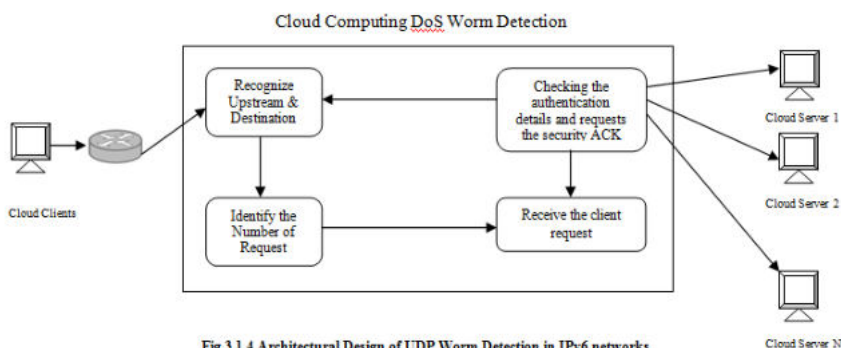 Cloud Computing DoS Worm Detection
Recognize
Upstream &
Destination
Checking the
authentication
details and requests
the security ACK
Cloud Server 1
Cloud Clients
Identify the
Number of
Request
Receive the client
request
Cloud Server 2
Cloud Server N
Fig 3.1.4 Architectural Design of UDP Worm Detection in IPv6 networks